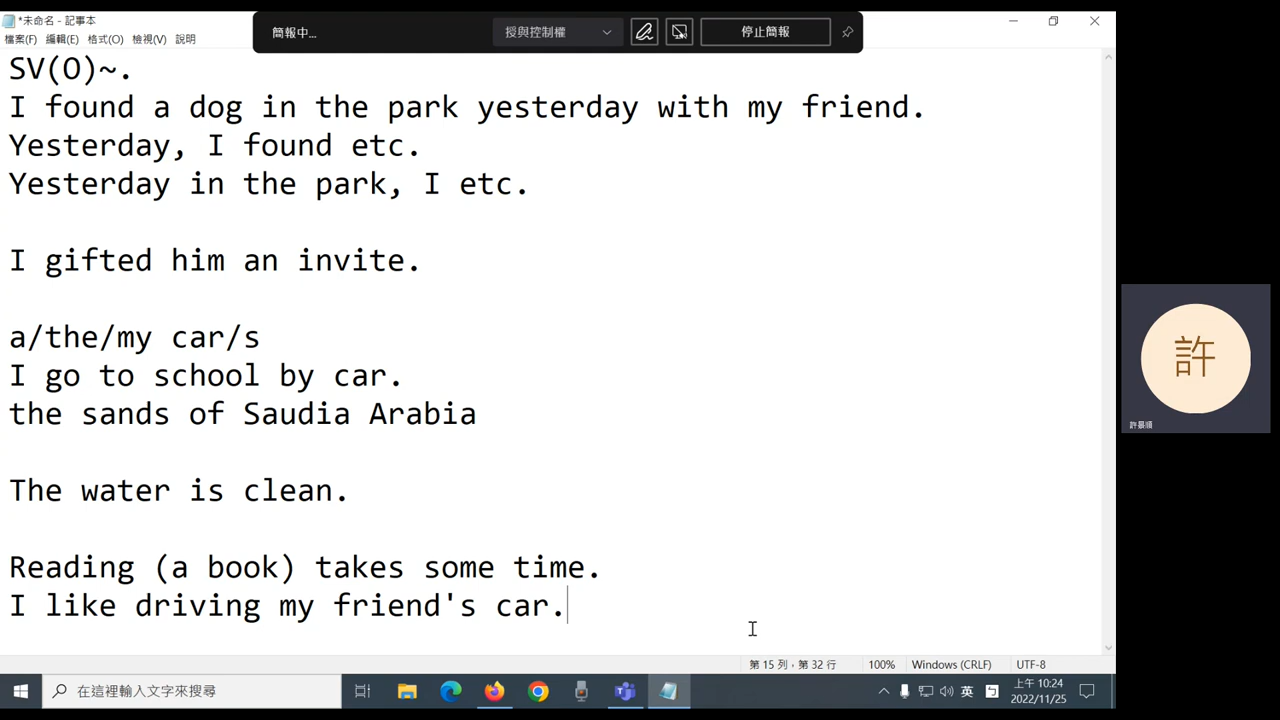 *未命名 - 記事本
檔案(F) 編輯(E) 格式(O) 檢視(V) 說明
簡報中...
授與控制權
停止簡報
SV(O)~.
I found a dog in the park yesterday with my friend.
Yesterday, I found etc.
Yesterday in the park, I etc.
I gifted him an invite.
a/the/my car/s
I go to school by car.
the sands of Saudia Arabia
The water is clean.
Reading (a book) takes some time.
I like driving my friend's car.
許
許景順
第 15 列，第 32 行 100% Windows (CRLF) UTF-8
在這裡輸入文字來搜尋
英
ㄅ
上午 10:24
2022/11/25